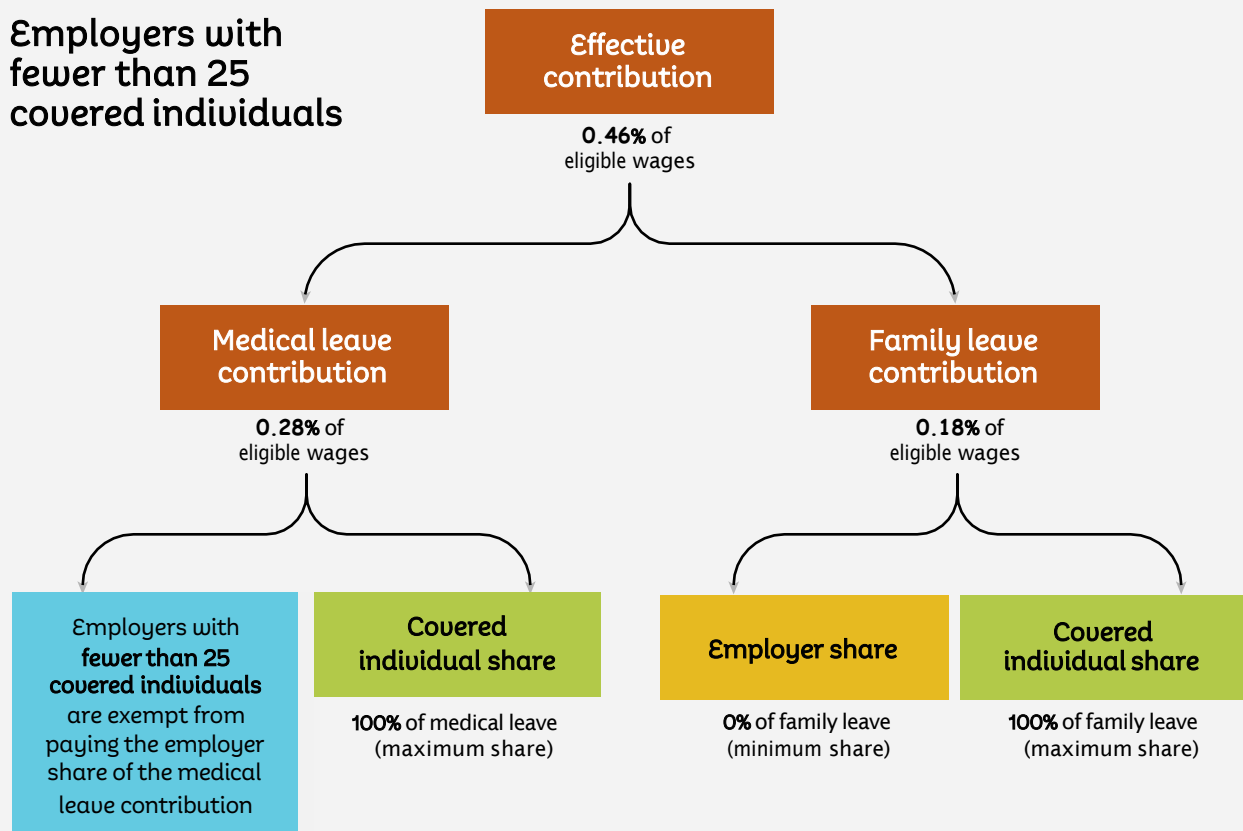 Employers with
fewer than 25
covered individuals
Effective
contribution
0.46% of
eligible wages
Medical leave
contribution
0.28% of
eligible wages
Family leave
contribution
0.18% of
eligible wages
Employers with
fewer than 25
covered individuals
are exempt from
paying the employer
share of the medical
leave contribution
Covered
individual share
100% of medical leave
(maximum share)
Employer share
0% of family leave
(minimum share)
Covered
individual share
100% of family leave
(maximum share)